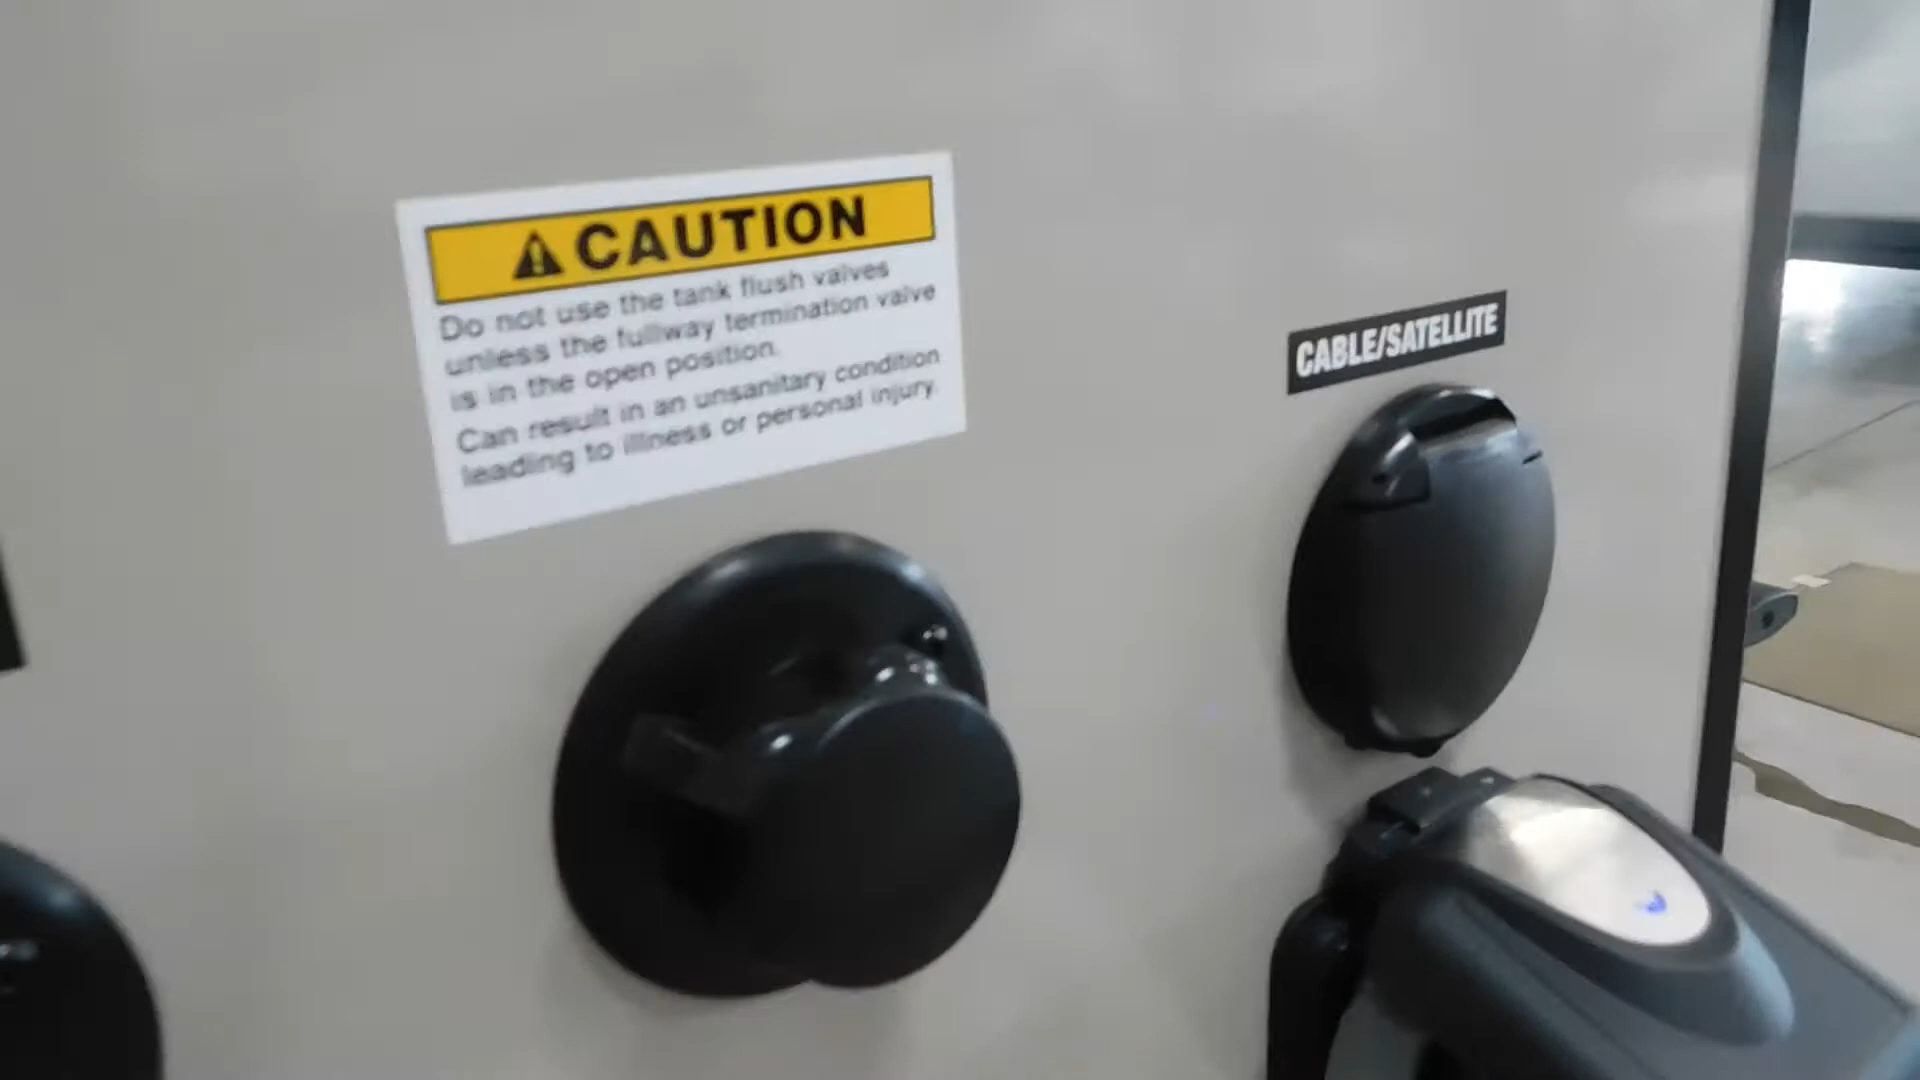 CAUTION
Do not use the tank flush valves
unless the fullway termination valve
is in the open position.
Can result in an unsanitary condition
leading to illness or personal injury.
CABLE/SATELLITE